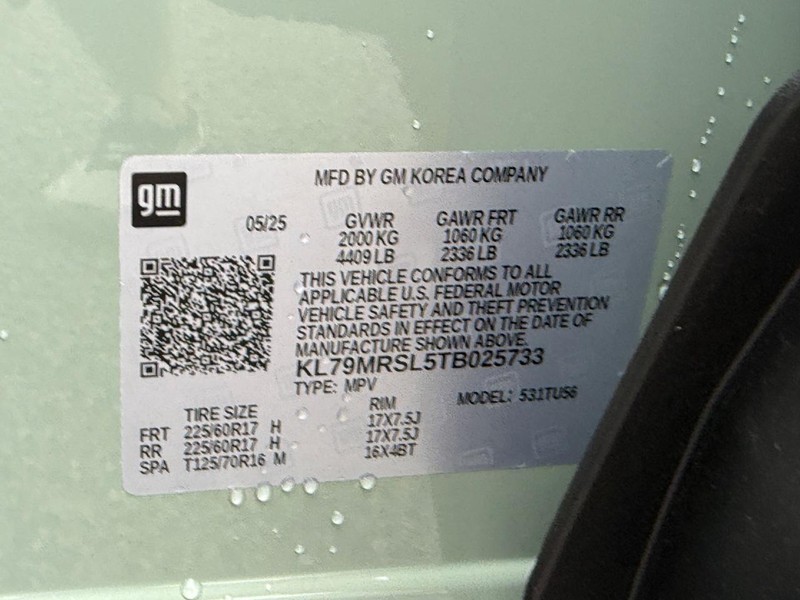 gm
MFD BY GM KOREA COMPANY
05/25 GVWR GAWR FRT GAWR RR
2000 KG 1060 KG 1060 KG
4409 LB 2336 LB 2336 LB
THIS VEHICLE CONFORMS TO ALL
APPLICABLE U.S. FEDERAL MOTOR
VEHICLE SAFETY AND THEFT PREVENTION
STANDARDS IN EFFECT ON THE DATE OF
MANUFACTURE SHOWN ABOVE.
KL79MRSL5TB025733
TYPE: MPV MODEL: 531TU56
TIRE SIZE RIM
FRT 225/60R17 H 17X7.5J
RR 225/60R17 H 17X7.5J
SPA T125/70R16 M 16X4BT